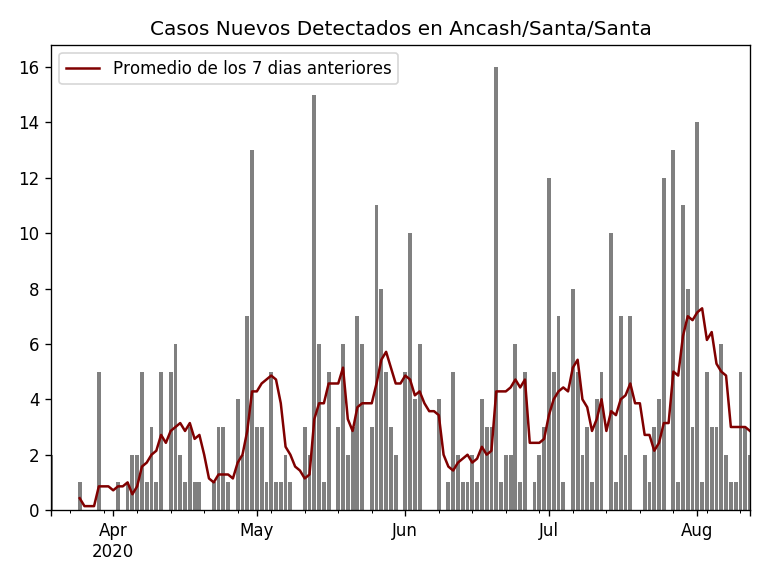 Casos Nuevos Detectados en Ancash/Santa/Santa
Promedio de los 7 dias anteriores
16
14
12
10
8
6
4
2
0
Apr
2020
May
Jun
Jul
Aug